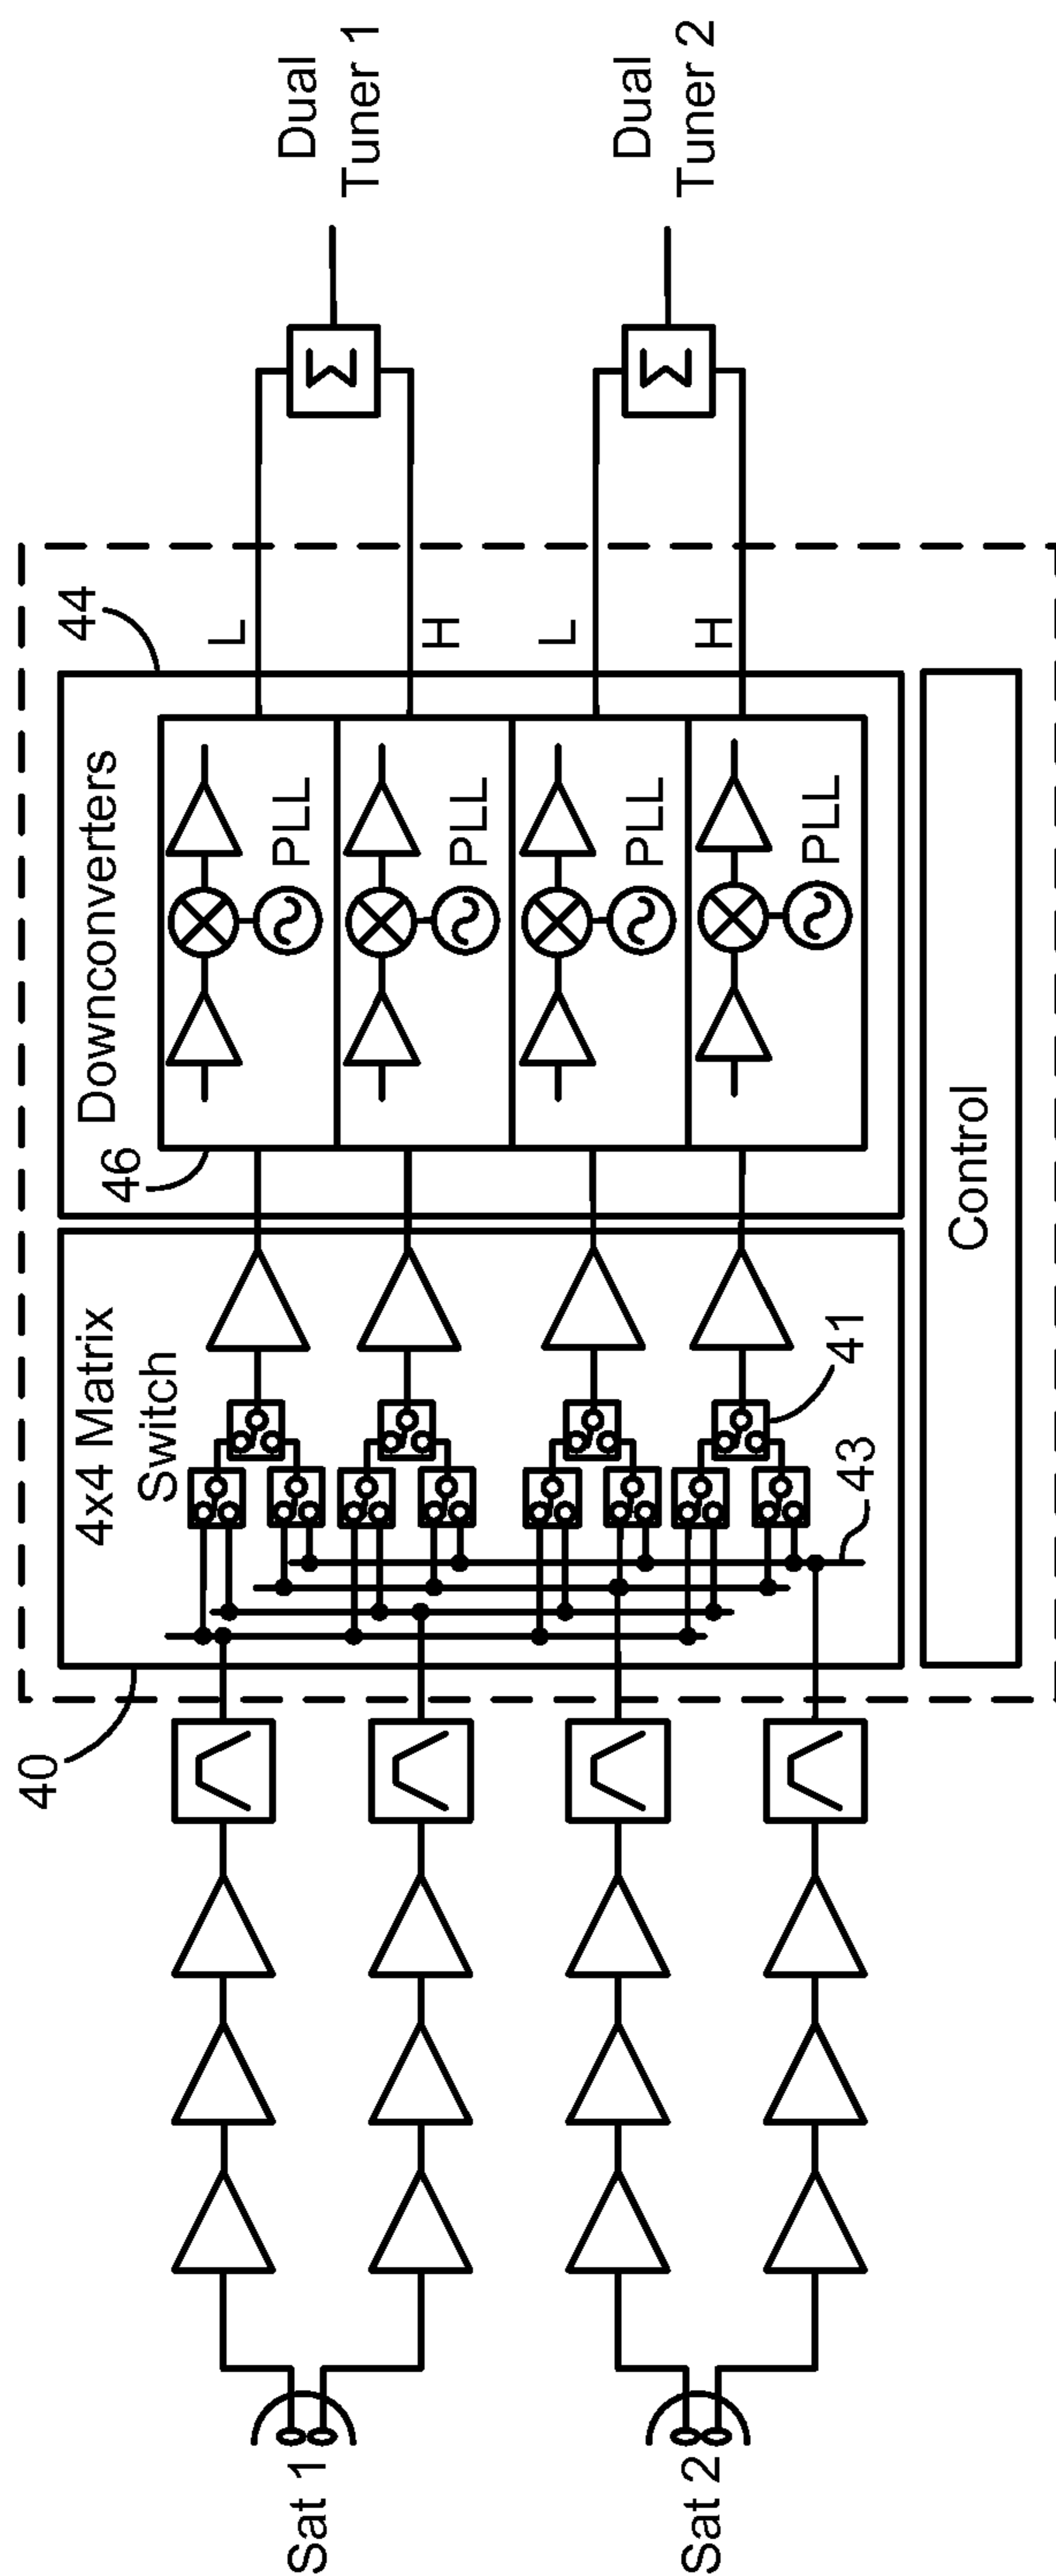 Sat 1
Sat 2
40
4x4 Matrix
Switch
43
41
44
Downconverters
46
PLL
PLL
PLL
PLL
Control
L
H
L
H
Σ
Σ
Dual
Tuner 1
Dual
Tuner 2